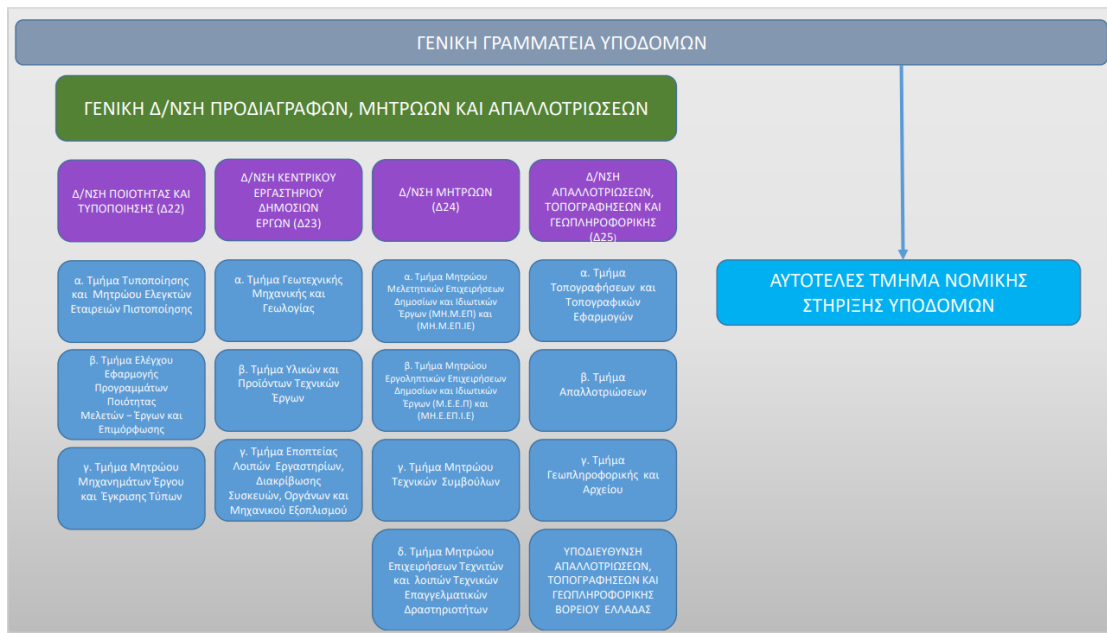 ΓΕΝΙΚΗ ΓΡΑΜΜΑΤΕΙΑ ΥΠΟΔΟΜΩΝ
ΓΕΝΙΚΗ Δ/ΝΣΗ ΠΡΟΔΙΑΓΡΑΦΩΝ, ΜΗΤΡΩΩΝ ΚΑΙ ΑΠΑΛΛΟΤΡΙΩΣΕΩΝ
Δ/ΝΣΗ ΠΟΙΟΤΗΤΑΣ ΚΑΙ
ΤΥΠΟΠΟΙΗΣΗΣ (Δ22)
α. Τμήμα Τυποποίησης
και Μητρώου Ελεγκτών
Εταιρειών Πιστοποίησης
β. Τμήμα Ελέγχου
Εφαρμογής
Προγραμμάτων
Ποιότητας
Μελετών – Έργων και
Επιμόρφωσης
γ. Τμήμα Μητρώου
Μηχανημάτων Έργου
και Έγκρισης Τύπων
Δ/ΝΣΗ ΚΕΝΤΡΙΚΟΥ
ΕΡΓΑΣΤΗΡΙΟΥ
ΔΗΜΟΣΙΩΝ
ΕΡΓΩΝ (Δ23)
α. Τμήμα Γεωτεχνικής
Μηχανικής και
Γεωλογίας
β. Τμήμα Υλικών και
Προϊόντων Τεχνικών
Έργων
γ. Τμήμα Εποπτείας
Λοιπών Εργαστηρίων,
Διακρίβωσης
Συσκευών, Οργάνων και
Μηχανικού Εξοπλισμού
Δ/ΝΣΗ ΜΗΤΡΩΩΝ
(Δ24)
α. Τμήμα Μητρώου
Μελετητικών Επιχειρήσεων
Δημοσίων και Ιδιωτικών
Έργων (ΜΗ.Μ.ΕΠ) και
(ΜΗ.Μ.ΕΠ.ΙΕ)
β. Τμήμα Μητρώου
Εργοληπτικών Επιχειρήσεων
Δημοσίων και Ιδιωτικών
Έργων (Μ.Ε.Ε.Π) και
(ΜΗ.Ε.ΕΠ.Ι.Ε)
γ. Τμήμα Μητρώου
Τεχνικών Συμβούλων
δ. Τμήμα Μητρώου
Επιχειρήσεων Τεχνιτών
και λοιπών Τεχνικών
Επαγγελματικών
Δραστηριοτήτων
Δ/ΝΣΗ
ΑΠΑΛΛΟΤΡΙΩΣΕΩΝ,
ΤΟΠΟΓΡΑΦΗΣΕΩΝ ΚΑΙ
ΓΕΩΠΛΗΡΟΦΟΡΙΚΗΣ
(Δ25)
α. Τμήμα
Τοπογραφήσεων και
Τοπογραφικών
Εφαρμογών
β. Τμήμα
Απαλλοτριώσεων
γ. Τμήμα
Γεωπληροφορικής και
Αρχείου
ΥΠΟΔΙΕΥΘΥΝΣΗ
ΑΠΑΛΛΟΤΡΙΩΣΕΩΝ,
ΤΟΠΟΓΡΑΦΗΣΕΩΝ ΚΑΙ
ΓΕΩΠΛΗΡΟΦΟΡΙΚΗΣ
ΒΟΡΕΙΟΥ ΕΛΛΑΔΑΣ
ΑΥΤΟΤΕΛΕΣ ΤΜΗΜΑ ΝΟΜΙΚΗΣ
ΣΤΗΡΙΞΗΣ ΥΠΟΔΟΜΩΝ